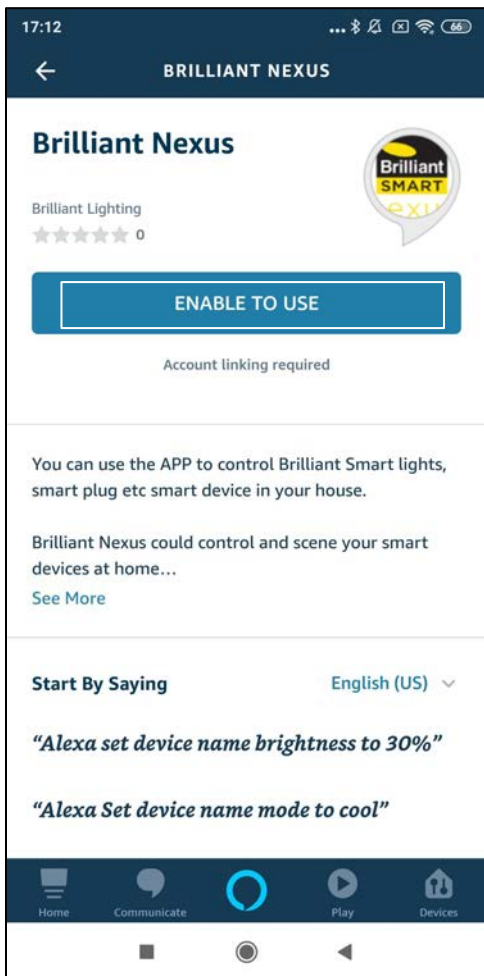 17:12
66
BRILLIANT NEXUS
Brilliant Nexus
Brilliant
SMART
exu
Brilliant Lighting
0
ENABLE TO USE
Account linking required
You can use the APP to control Brilliant Smart lights,
smart plug etc smart device in your house.
Brilliant Nexus could control and scene your smart
devices at home…
See More
Start By Saying
English (US)
“Alexa set device name brightness to 30%”
“Alexa Set device name mode to cool”
Home
Communicate
Play
Devices